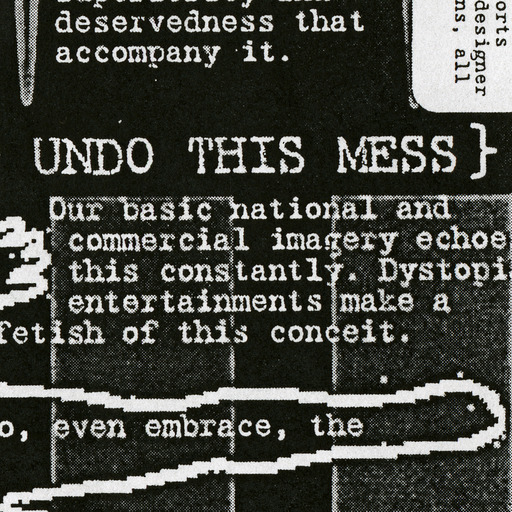 deservedness that
accompany it.
orts
designer
ns, all
UNDO THIS MESS}
Our basic national and
commercial imagery echoe
this constantly. Dystopi
entertainments make a
fetish of this conceit.
o, even embrace, the